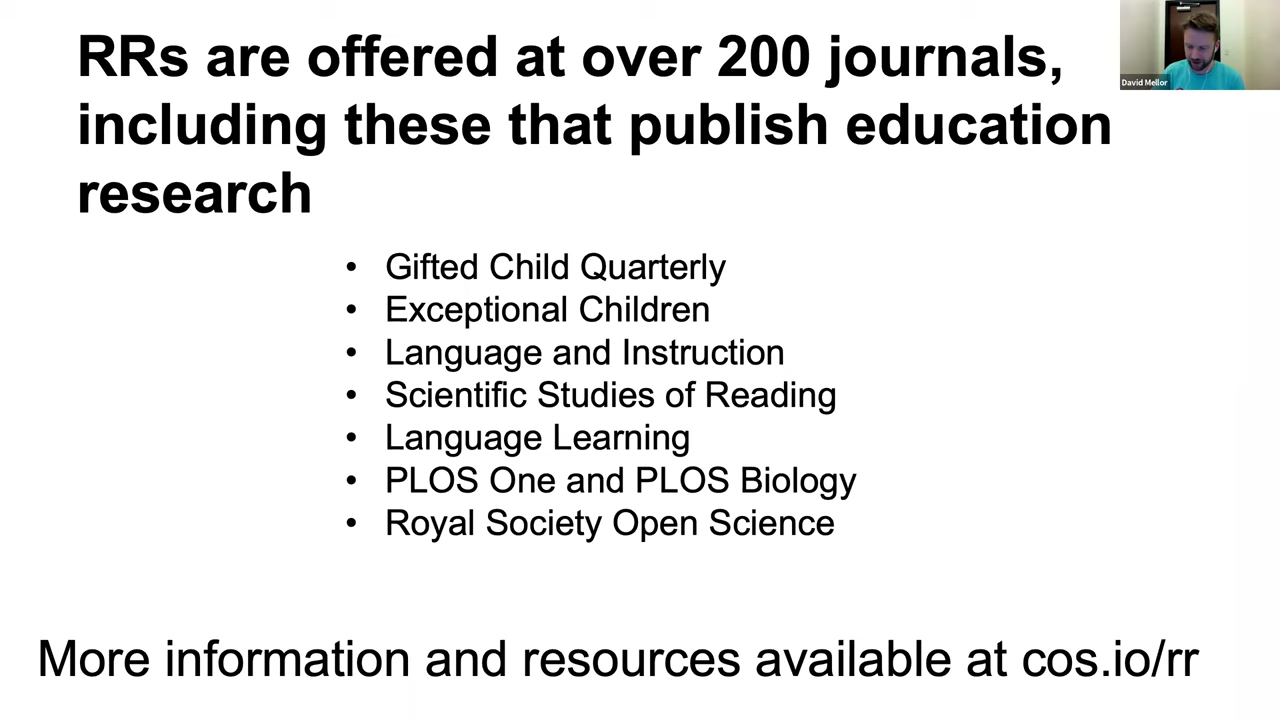 RRs are offered at over 200 journals,
including these that publish education
research
David Mellor
• Gifted Child Quarterly
• Exceptional Children
• Language and Instruction
• Scientific Studies of Reading
• Language Learning
• PLOS One and PLOS Biology
• Royal Society Open Science
More information and resources available at cos.io/rr